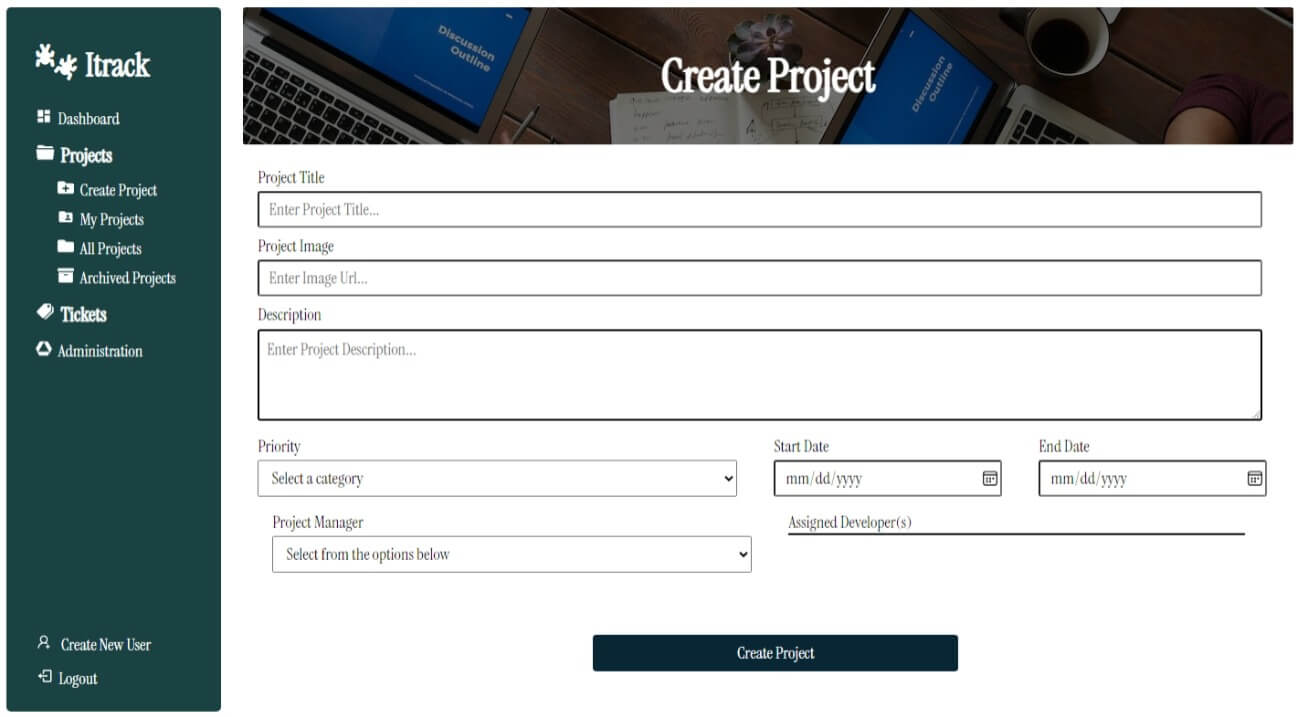 Itrack
Dashboard
Projects
Create Project
My Projects
All Projects
Archived Projects
Tickets
Administration
Create New User
Logout
Discussion
Outline
Create Project
Discussion
Outline
Project Title
Enter Project Title...
Project Image
Enter Image Url...
Description
Enter Project Description...
Priority
Start Date
End Date
Select a category
mm/dd/yyyy
mm/dd/yyyy
Project Manager
Assigned Developer(s)
Select from the options below
Create Project